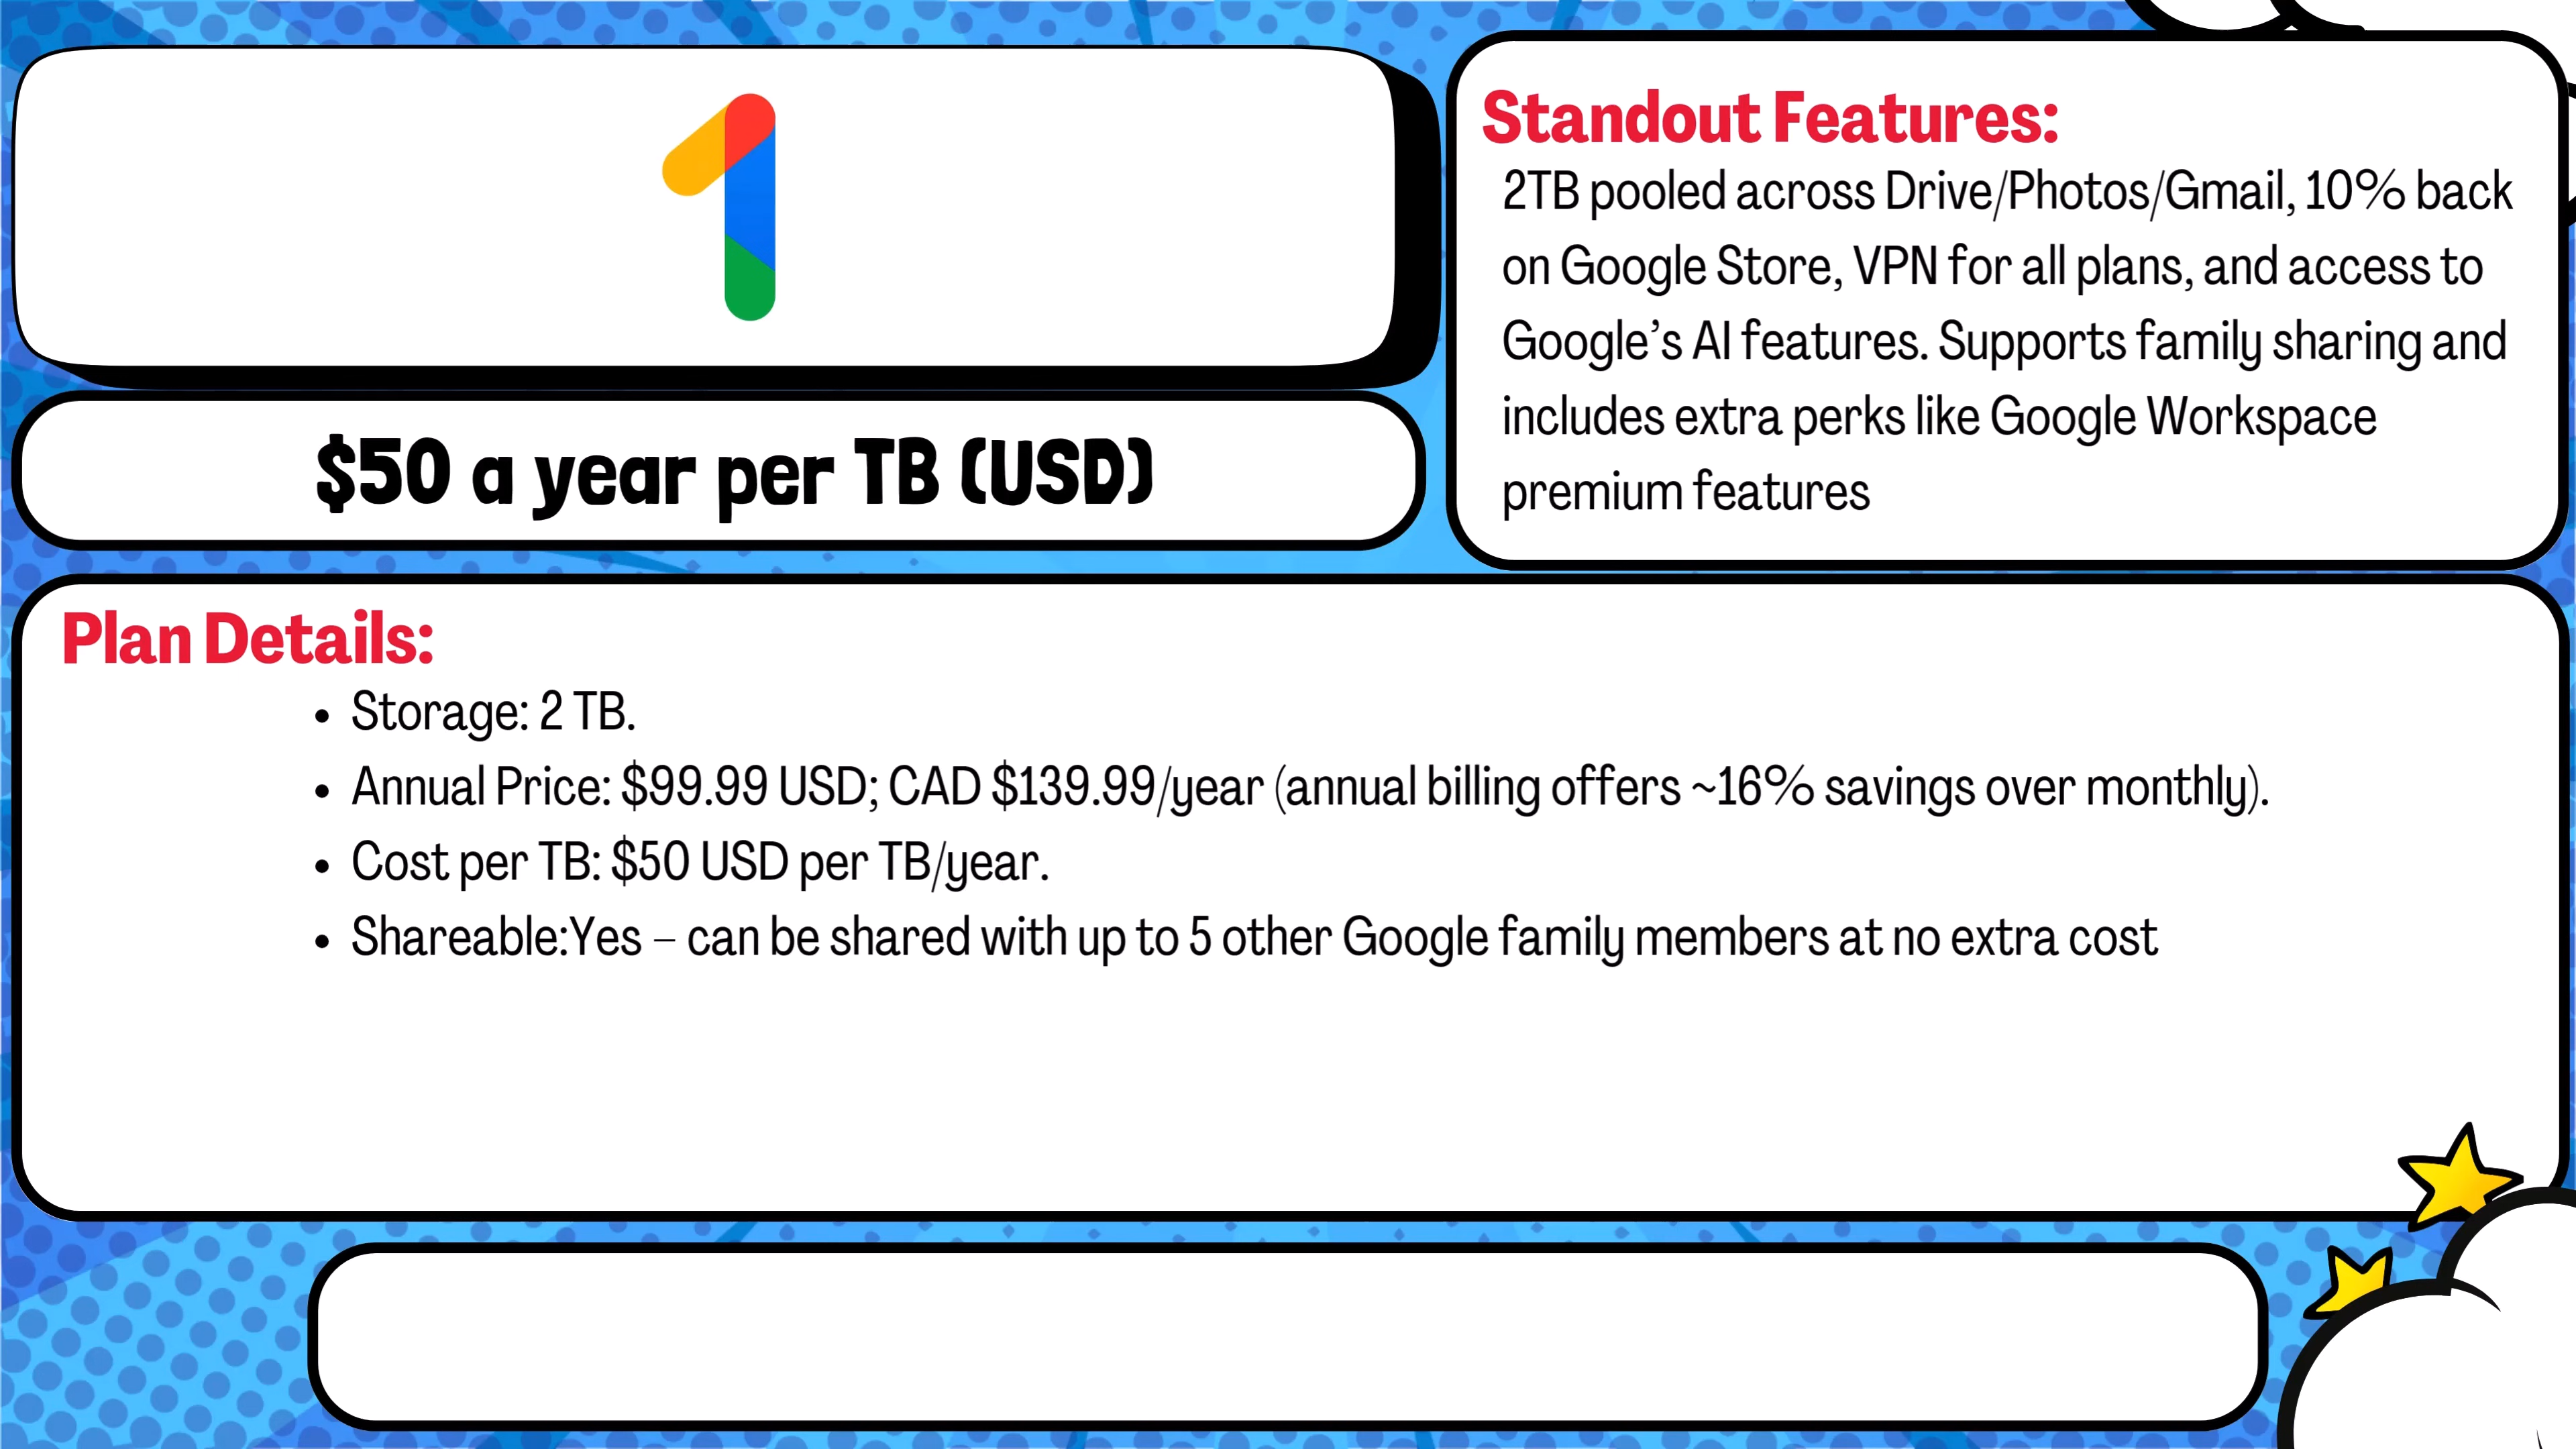 $50 a year per TB (USD)
Standout Features:
2TB pooled across Drive/Photos/Gmail, 10% back
on Google Store, VPN for all plans, and access to
Google’s AI features. Supports family sharing and
includes extra perks like Google Workspace
premium features
Plan Details:
• Storage: 2 TB.
• Annual Price: $99.99 USD; CAD $139.99/year (annual billing offers ~16% savings over monthly).
• Cost per TB: $50 USD per TB/year.
• Shareable:Yes – can be shared with up to 5 other Google family members at no extra cost